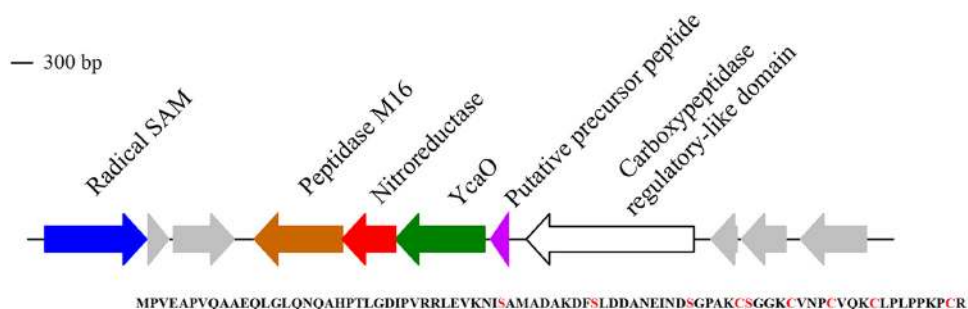 300 bp
Radical SAM
Peptidase M16
Nitroreductase
YcaO
Putative precursor peptide
Carboxypeptidase
regulatory-like domain
MPVEAPVQAAEQLGLQNQAHPTLGDIPVRRLEVKNISAMADAKDFSLDDANEINDSGPAKCSGGKCVNPCVQKCLPLPPKPCR